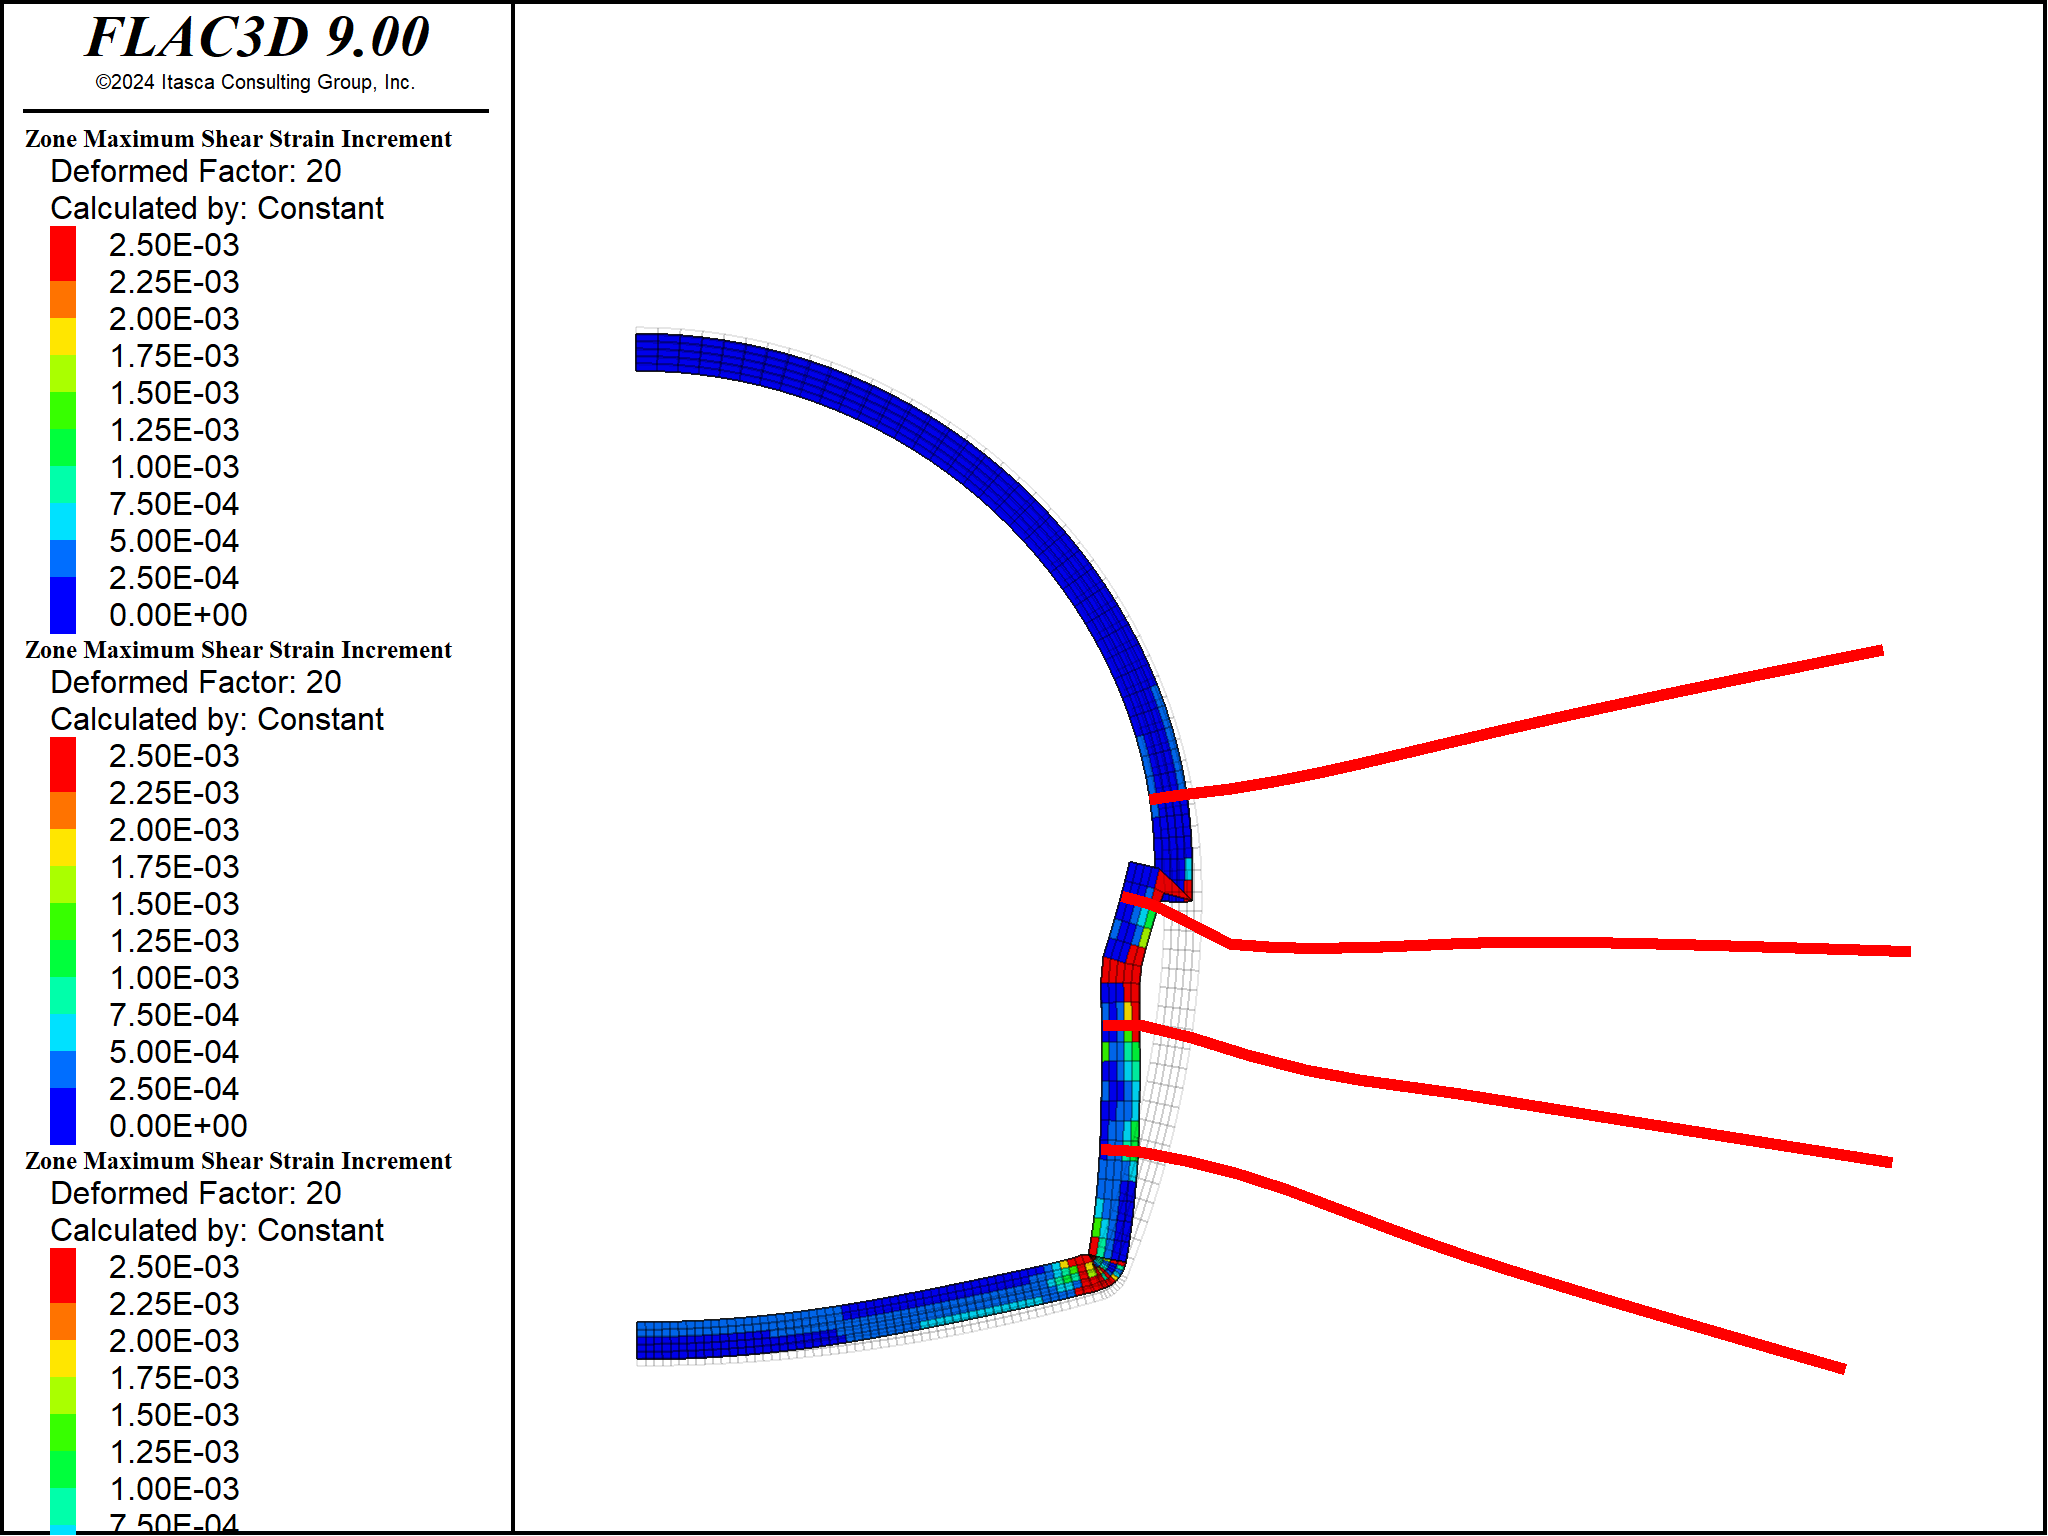 FLAC3D 9.00
©2024 Itasca Consulting Group, Inc.
Zone Maximum Shear Strain Increment
Deformed Factor: 20
Calculated by: Constant
2.50E-03
2.25E-03
2.00E-03
1.75E-03
1.50E-03
1.25E-03
1.00E-03
7.50E-04
5.00E-04
2.50E-04
0.00E+00
Zone Maximum Shear Strain Increment
Deformed Factor: 20
Calculated by: Constant
2.50E-03
2.25E-03
2.00E-03
1.75E-03
1.50E-03
1.25E-03
1.00E-03
7.50E-04
5.00E-04
2.50E-04
0.00E+00
Zone Maximum Shear Strain Increment
Deformed Factor: 20
Calculated by: Constant
2.50E-03
2.25E-03
2.00E-03
1.75E-03
1.50E-03
1.25E-03
1.00E-03
7.50E-04